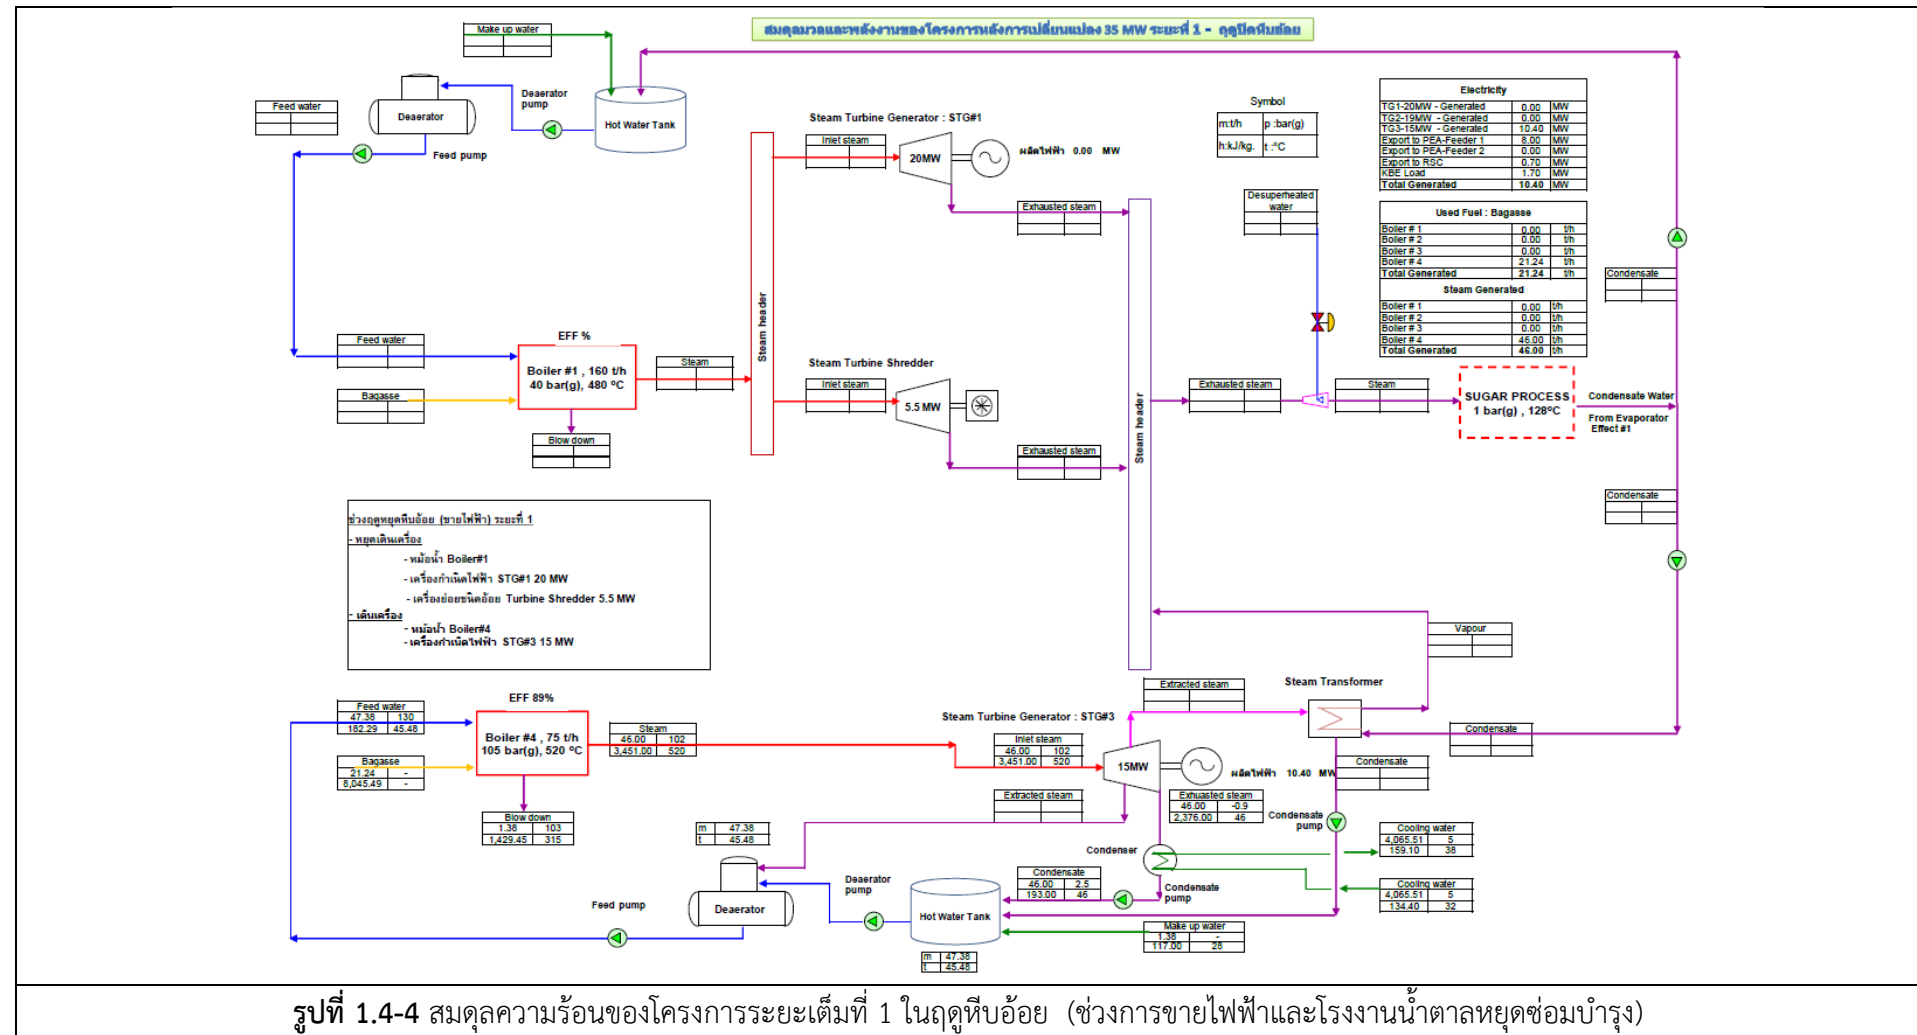 สมดุลมวลและพลังงานของโครงการหลังการเปลี่ยนแปลง 35 MW ระยะที่ 1 - ฤดูปิดหีบอ้อย
Make up water
Deaerator
pump
Feed water
Deaerator
Hot Water Tank
Feed pump
Steam Turbine Generator : STG#1
Inlet steam
20MW
ผลิตไฟฟ้า 0.00 MW
Exhausted steam
Symbol
m:t/h p :bar(g)
h:kJ/kg. t :ºC
Desuperheated
water
Electricity
TG1-20MW - Generated 0.00 MW
TG2-19MW - Generated 0.00 MW
TG3-15MW - Generated 10.40 MW
Export to PEA-Feeder 1 8.00 MW
Export to PEA-Feeder 2 0.00 MW
Export to RSC 0.70 MW
KBE Load 1.70 MW
Total Generated 10.40 MW
Used Fuel : Bagasse
Boiler # 1 0.00 t/h
Boiler # 2 0.00 t/h
Boiler # 3 0.00 t/h
Boiler # 4 21.24 t/h
Total Generated 21.24 t/h
Steam Generated
Boiler # 1 0.00 t/h
Boiler # 2 0.00 t/h
Boiler # 3 0.00 t/h
Boiler # 4 46.00 t/h
Total Generated 46.00 t/h
Condensate
Steam header
EFF %
Feed water
Boiler #1 , 160 t/h
40 bar(g), 480 ºC
Steam
Bagasse
Blow down
Steam Turbine Shredder
Inlet steam
5.5 MW
Exhausted steam
Steam header
Exhausted steam
Steam
SUGAR PROCESS
1 bar(g) , 128ºC
Condensate Water
From Evaporator
Effect #1
Condensate
ช่วงฤดูหยุดหีบอ้อย (ขายไฟฟ้า) ระยะที่ 1
- หยุดเดินเครื่อง
- หม้อน้ำ Boiler#1
- เครื่องกำเนิดไฟฟ้า STG#1 20 MW
- เครื่องย่อยชนิดอ้อย Turbine Shredder 5.5 MW
- เดินเครื่อง
- หม้อน้ำ Boiler#4
- เครื่องกำเนิดไฟฟ้า STG#3 15 MW
Vapour
Extracted steam
Steam Transformer
Condensate
Condensate
EFF 89%
Feed water
47.38 130
182.29 45.48
Boiler #4 , 75 t/h
105 bar(g), 520 ºC
Steam
46.00 102
3,451.00 520
Bagasse
21.24 -
8,045.49 -
Blow down
1.38 103
1,429.45 315
Steam Turbine Generator : STG#3
Inlet steam
46.00 102
3,451.00 520
15MW
ผลิตไฟฟ้า 10.40 MW
Extracted steam
Exhuasted steam
46.00 -0.9
2,376.00 46
Condensate
pump
Condenser
Cooling water
4,065.51 5
159.10 38
Cooling water
4,065.51 5
134.40 32
m 47.38
t 45.48
Feed pump
Deaerator
Deaerator
pump
Hot Water Tank
Condensate
46.00 2.5
193.00 46
Condensate
pump
Make up water
1.38 -
117.00 28
m 47.38
t 45.48
รูปที่ 1.4-4 สมดุลความร้อนของโครงการระยะเต็มที่ 1 ในฤดูหีบอ้อย (ช่วงการขายไฟฟ้าและโรงงานน้ำตาลหยุดซ่อมบำรุง)